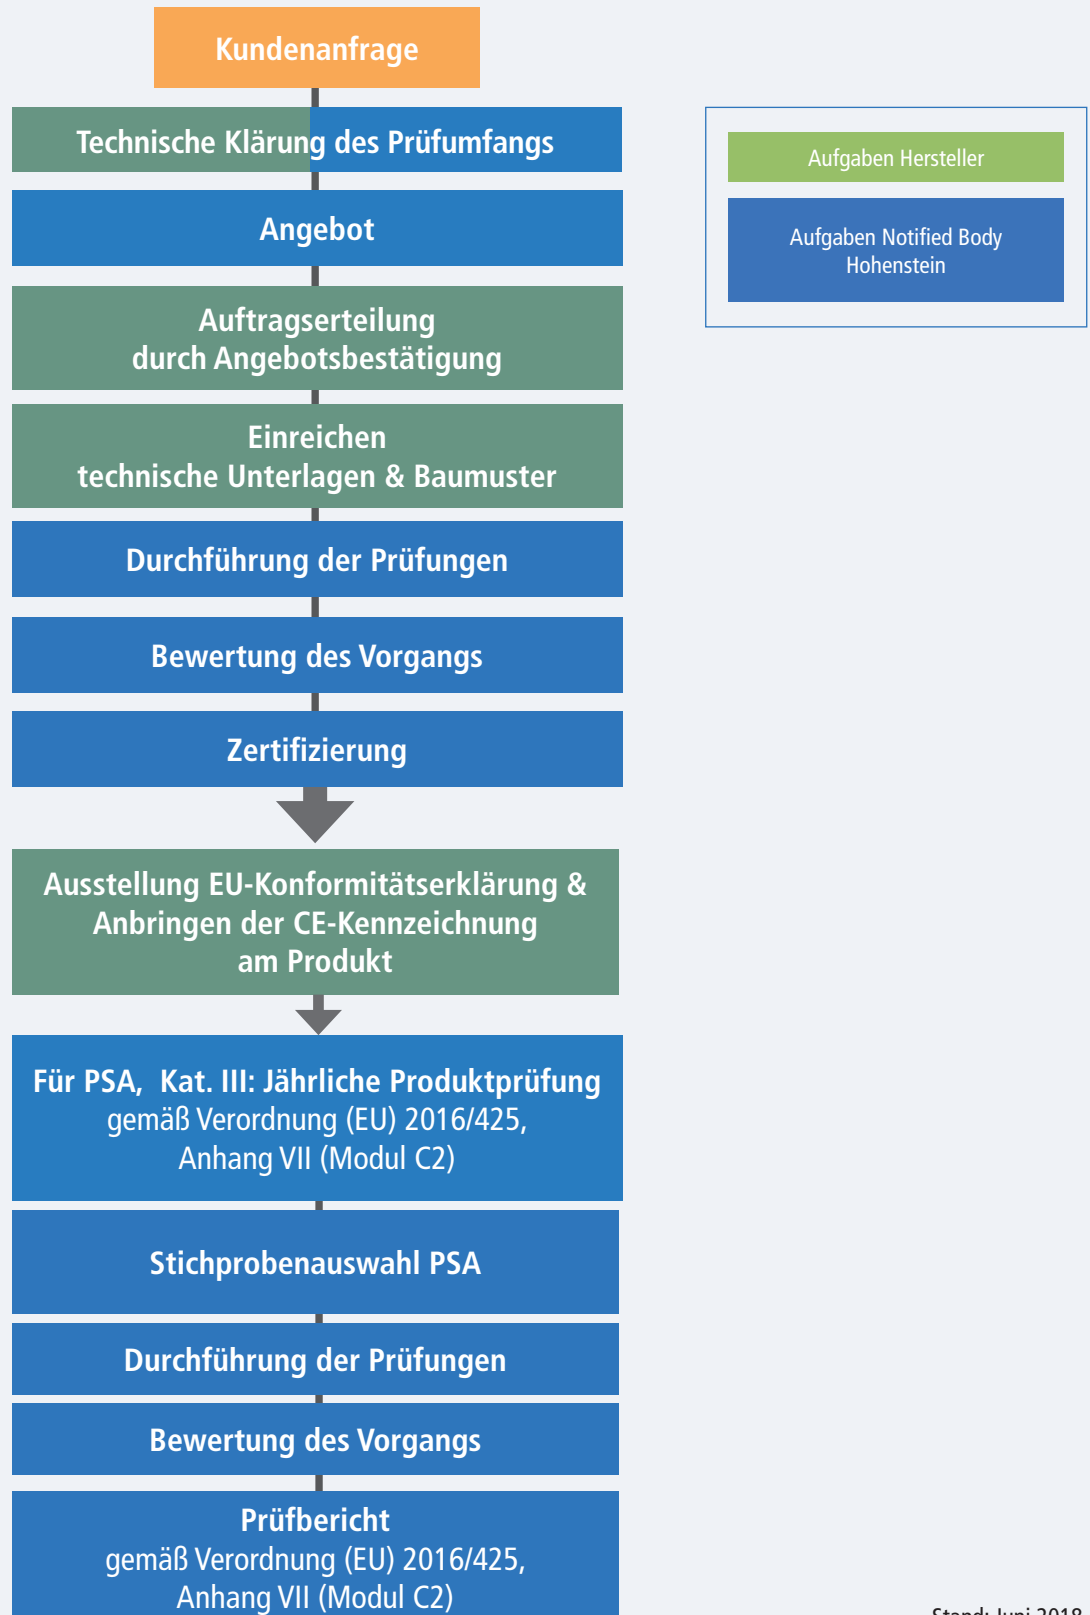 Kundenanfrage
Technische Klärung des Prüfumfangs
Aufgaben Hersteller
Angebot
Aufgaben Notified Body
Hohenstein
Auftragserteilung
durch Angebotsbestätigung
Einreichen
technische Unterlagen & Baumuster
Durchführung der Prüfungen
Bewertung des Vorgangs
Zertifizierung
Ausstellung EU-Konformitätserklärung &
Anbringen der CE-Kennzeichnung
am Produkt
Für PSA, Kat. III: Jährliche Produktprüfung
gemäß Verordnung (EU) 2016/425,
Anhang VII (Modul C2)
Stichprobenauswahl PSA
Durchführung der Prüfungen
Bewertung des Vorgangs
Prüfbericht
gemäß Verordnung (EU) 2016/425,
Anhang VII (Modul C2)
Stand: Juni 2018